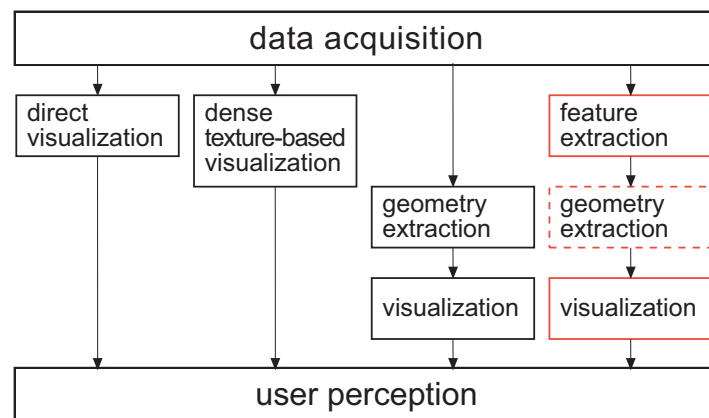 data acquisition
direct
visualization
dense
texture-based
visualization
feature
extraction
geometry
extraction
geometry
extraction
visualization
visualization
user perception